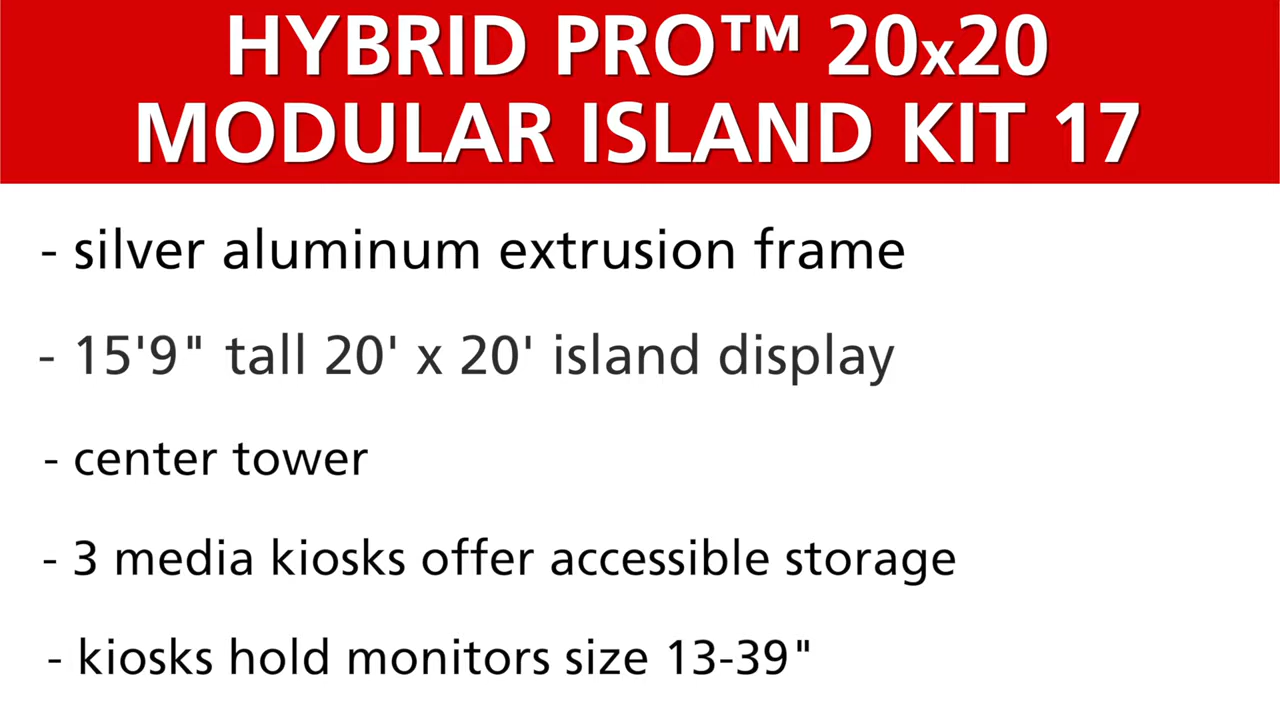 HYBRID PRO™ 20x20
MODULAR ISLAND KIT 17
- silver aluminum extrusion frame
- 15'9" tall 20' x 20' island display
- center tower
- 3 media kiosks offer accessible storage
- kiosks hold monitors size 13-39"